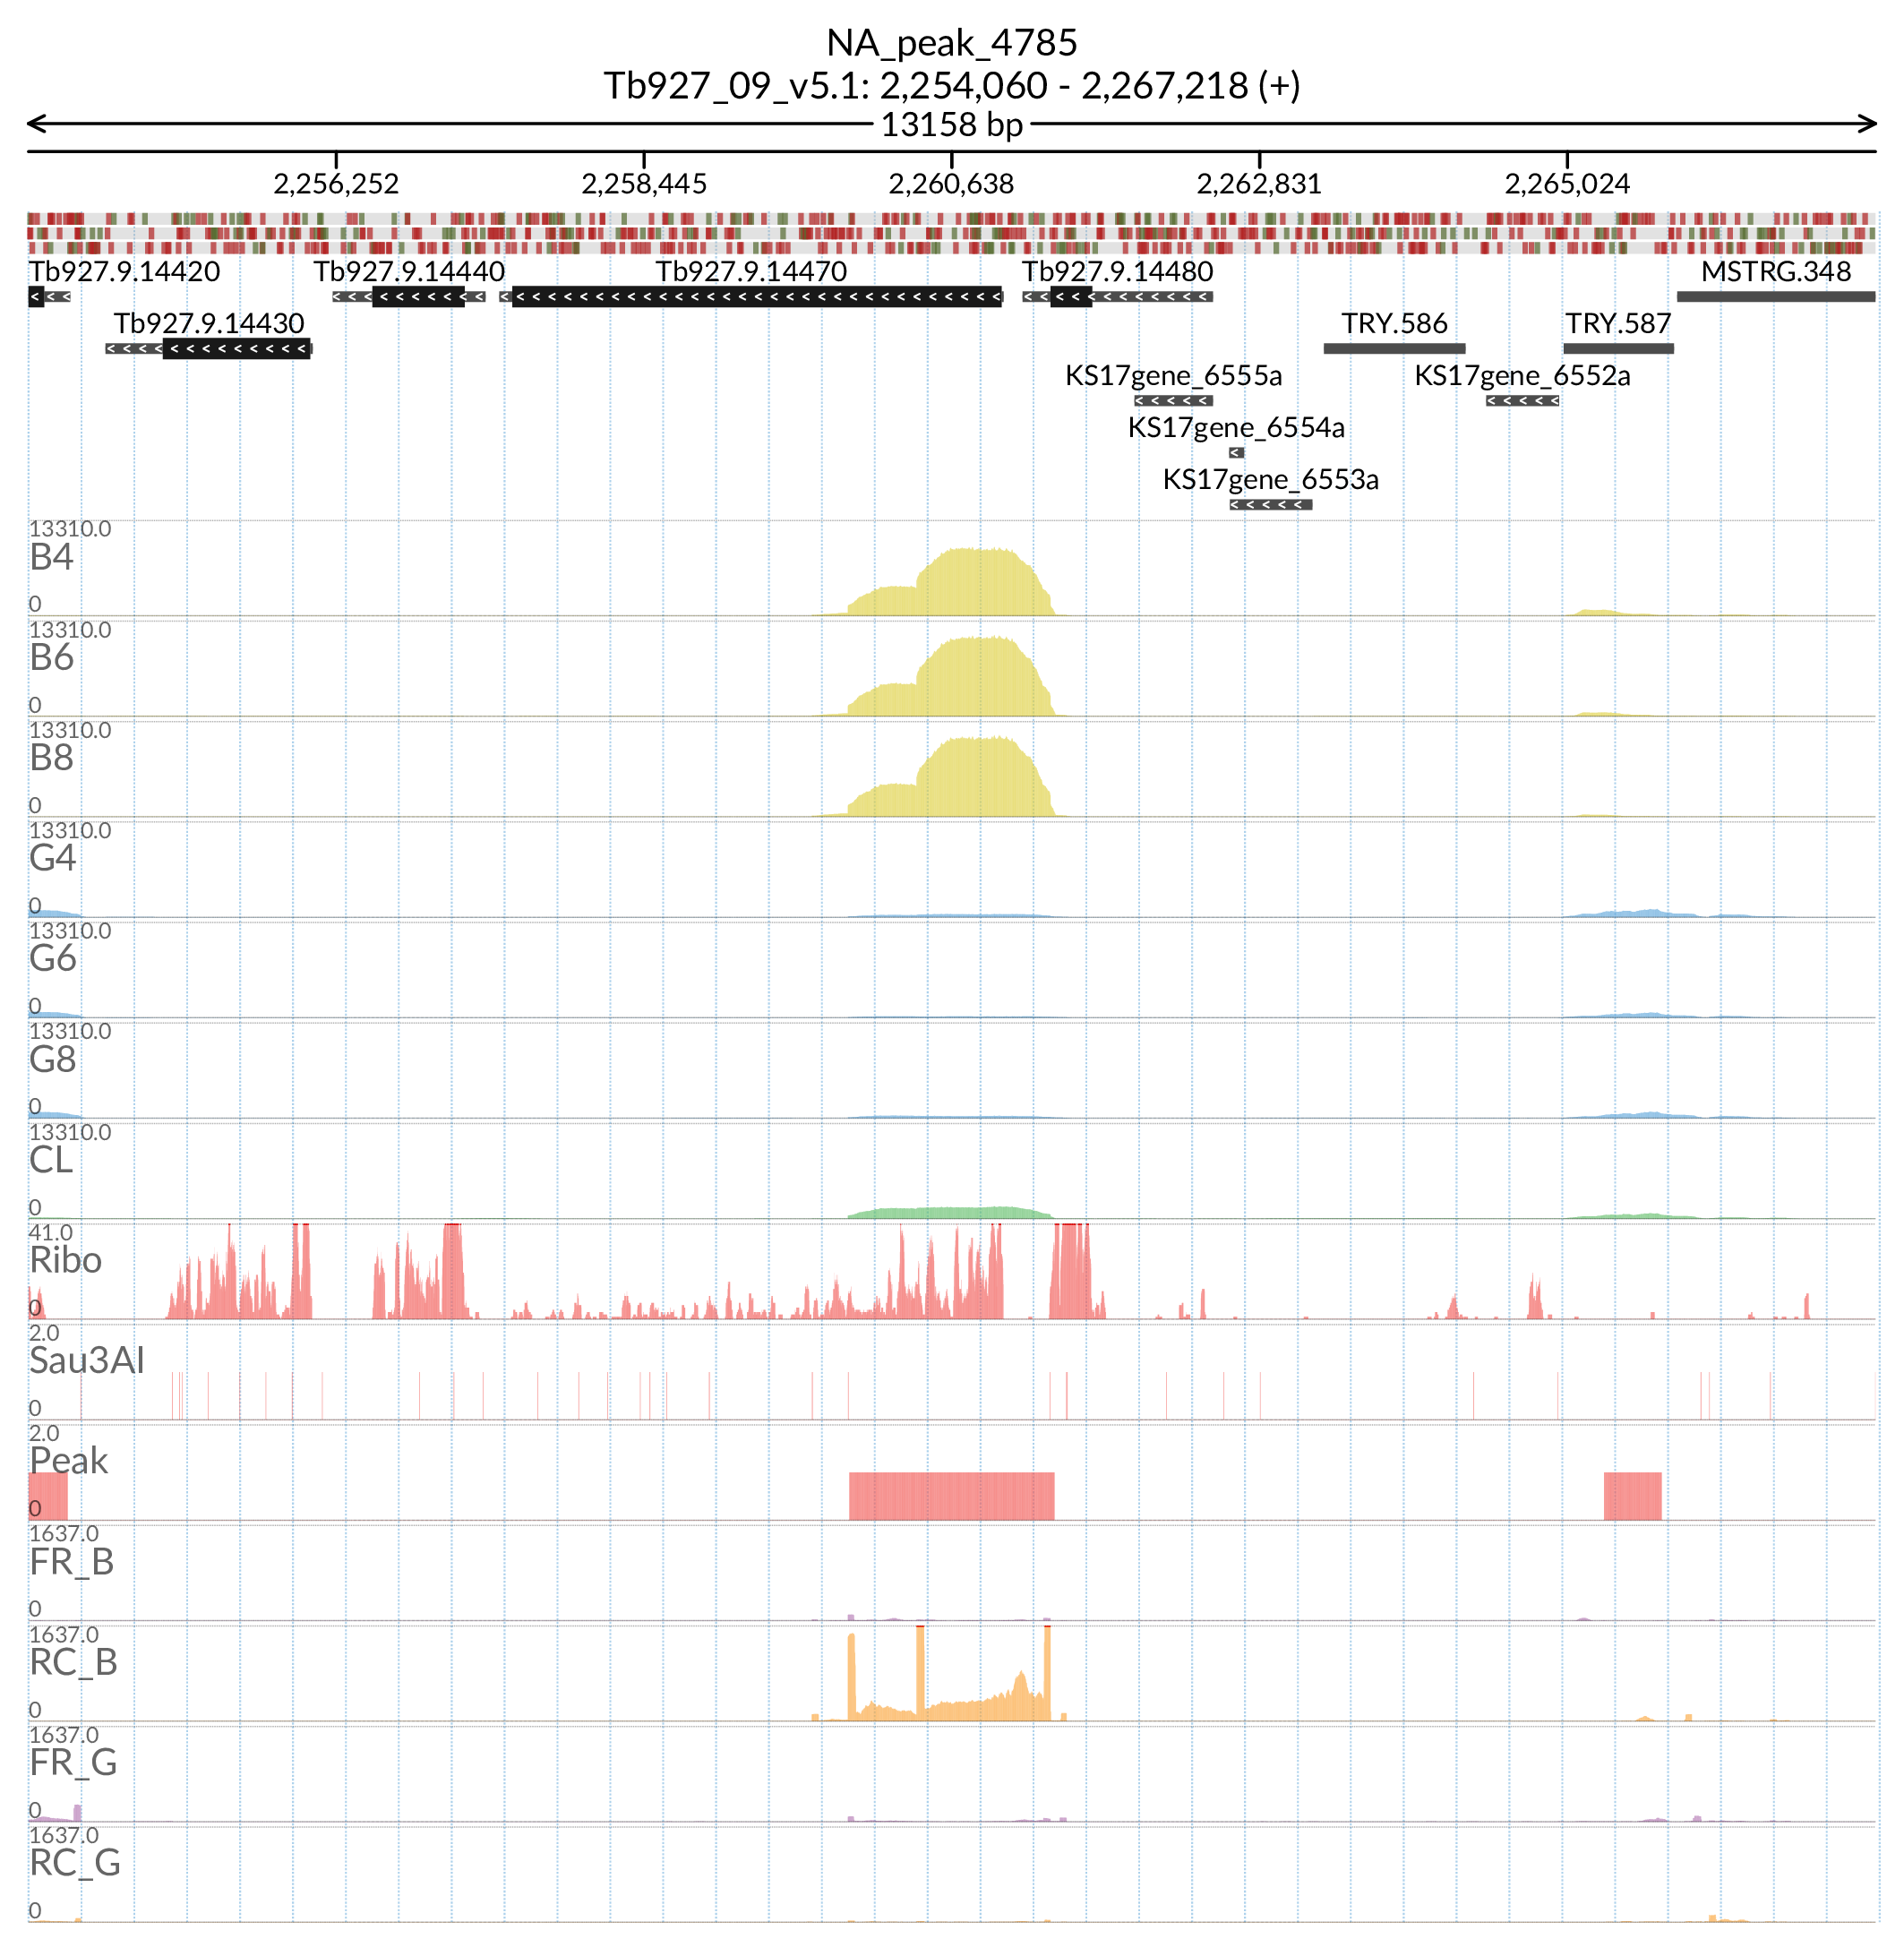 NA_peak_4785
Tb927_09_v5.1: 2,254,060 - 2,267,218 (+)
13158 bp
2,256,252 2,258,445 2,260,638 2,262,831 2,265,024
Tb927.9.14420 Tb927.9.14440 Tb927.9.14470 Tb927.9.14480 MSTRG.348
Tb927.9.14430 TRY.586 TRY.587
KS17gene_6555a KS17gene_6552a
KS17gene_6554a
KS17gene_6553a
13310.0
B4
0
13310.0
B6
0
13310.0
B8
0
13310.0
G4
0
13310.0
G6
0
13310.0
G8
0
13310.0
CL
0
41.0
Ribo
0
2.0
Sau3AI
0
2.0
Peak
0
1637.0
FR_B
0
1637.0
RC_B
0
1637.0
FR_G
0
1637.0
RC_G
0